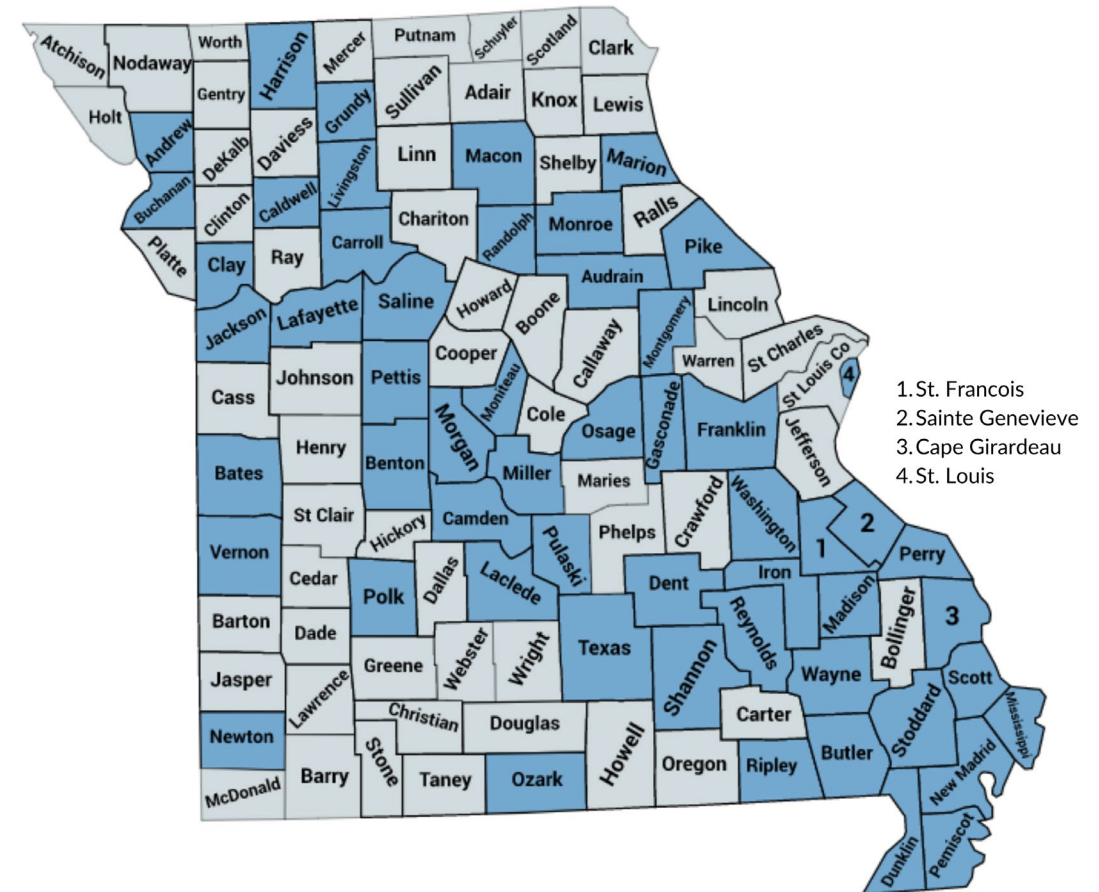 Atchison
Nodaway
Worth
Harrison
Mercer
Putnam
Schuyler
Scotland
Clark
Holt
Gentry
Grundy
Sullivan
Adair
Knox
Lewis
Andrew
DeKalb
Daviess
Livingston
Linn
Macon
Shelby
Marion
Buchanan
Clinton
Caldwell
Chariton
Randolph
Monroe
Ralls
Platte
Clay
Ray
Carroll
Audrain
Pike
Jackson
Lafayette
Saline
Howard
Boone
Callaway
Montgomery
Lincoln
Warren
St Charles
St Louis Co
4
Cass
Johnson
Pettis
Cooper
Moniteau
Cole
Osage
Gasconade
Franklin
Jefferson
1. St. Francois
2. Sainte Genevieve
3. Cape Girardeau
4. St. Louis
Bates
Henry
Benton
Morgan
Miller
Maries
Crawford
Washington
Vernon
St Clair
Hickory
Camden
Pulaski
Phelps
1
2
Perry
Cedar
Polk
Dallas
Laclede
Dent
Iron
Madison
Bollinger
3
Barton
Dade
Greene
Webster
Wright
Texas
Shannon
Reynolds
Wayne
Scott
Jasper
Lawrence
Christian
Douglas
Howell
Carter
Stoddard
Mississippi
Newton
Barry
Stone
Taney
Ozark
Oregon
Ripley
Butler
New Madrid
McDonald
Dunklin
Pemiscot